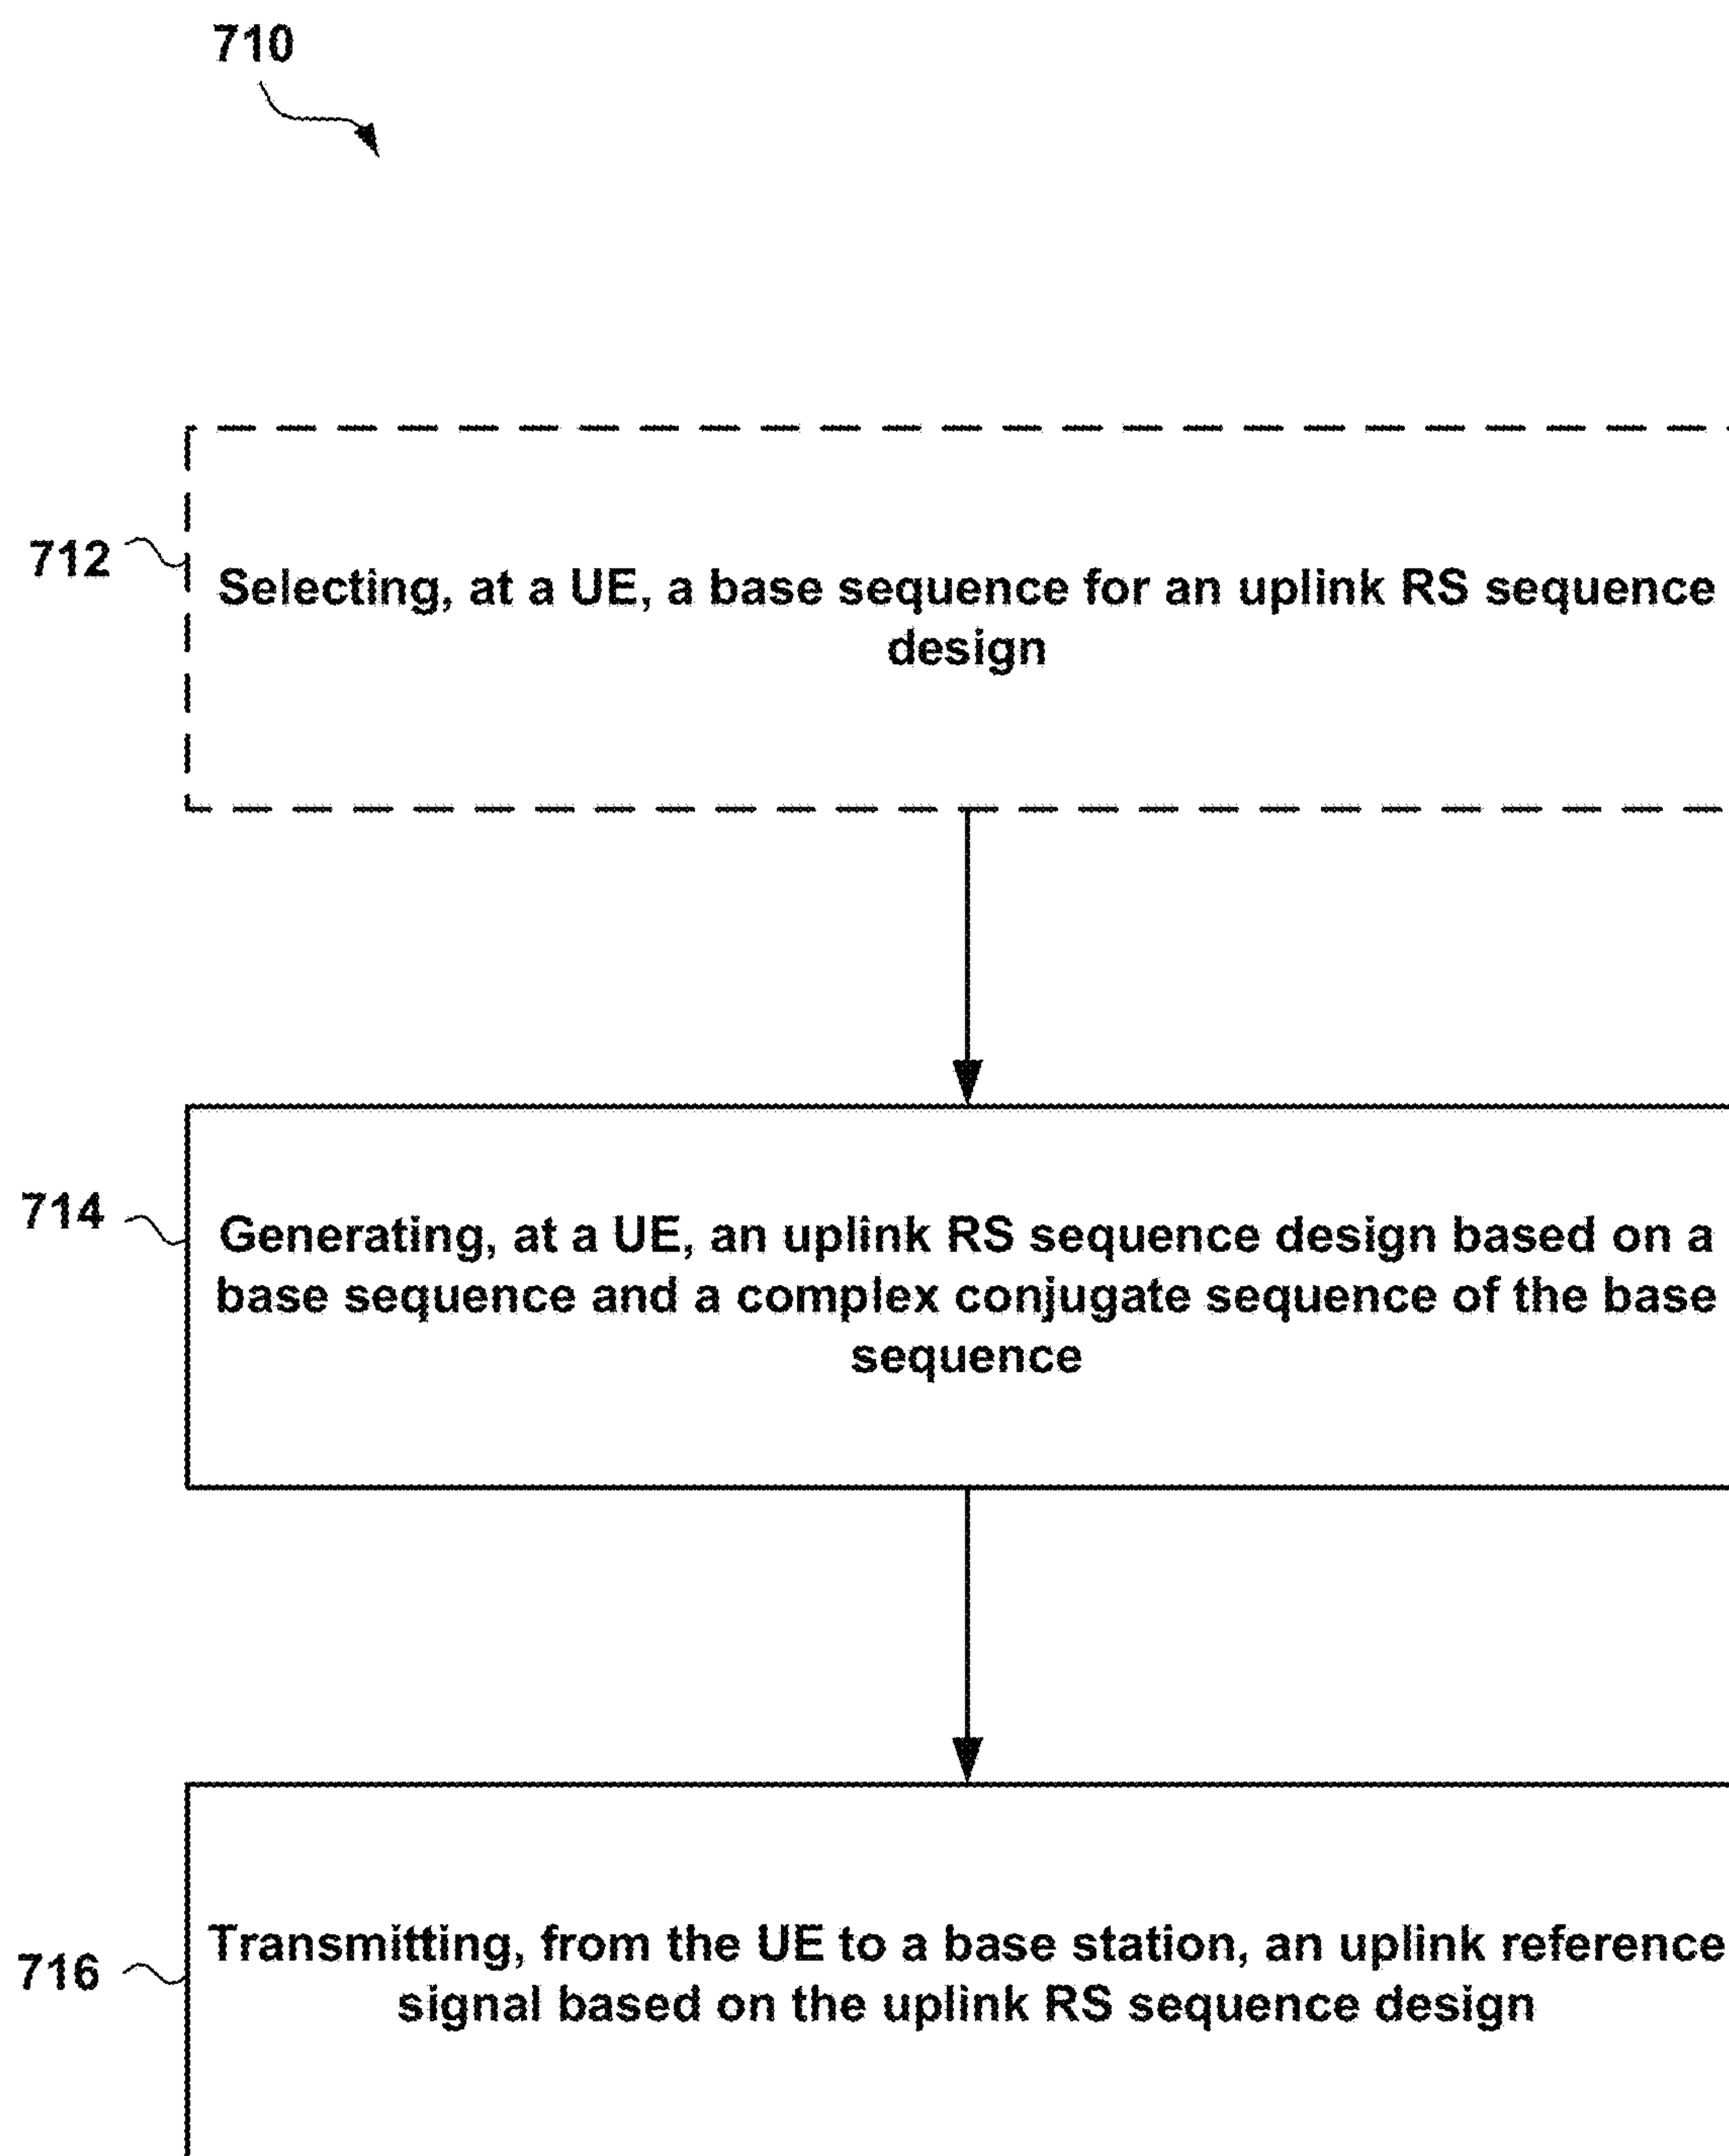 710
712
Selecting, at a UE, a base sequence for an uplink RS sequence
design
714
Generating, at a UE, an uplink RS sequence design based on a
base sequence and a complex conjugate sequence of the base
sequence
716
Transmitting, from the UE to a base station, an uplink reference
signal based on the uplink RS sequence design